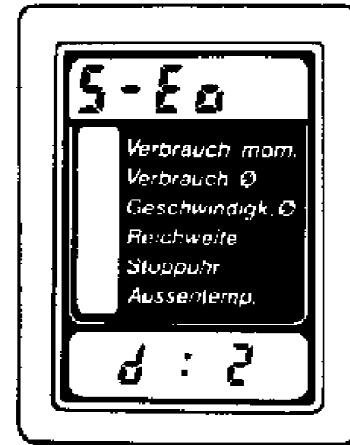 S-Eo
Verbrauch mom.
Verbrauch Ø
Geschwindigk. Ø
Reichweite
Stoppuhr
Aussentemp.
d : 2